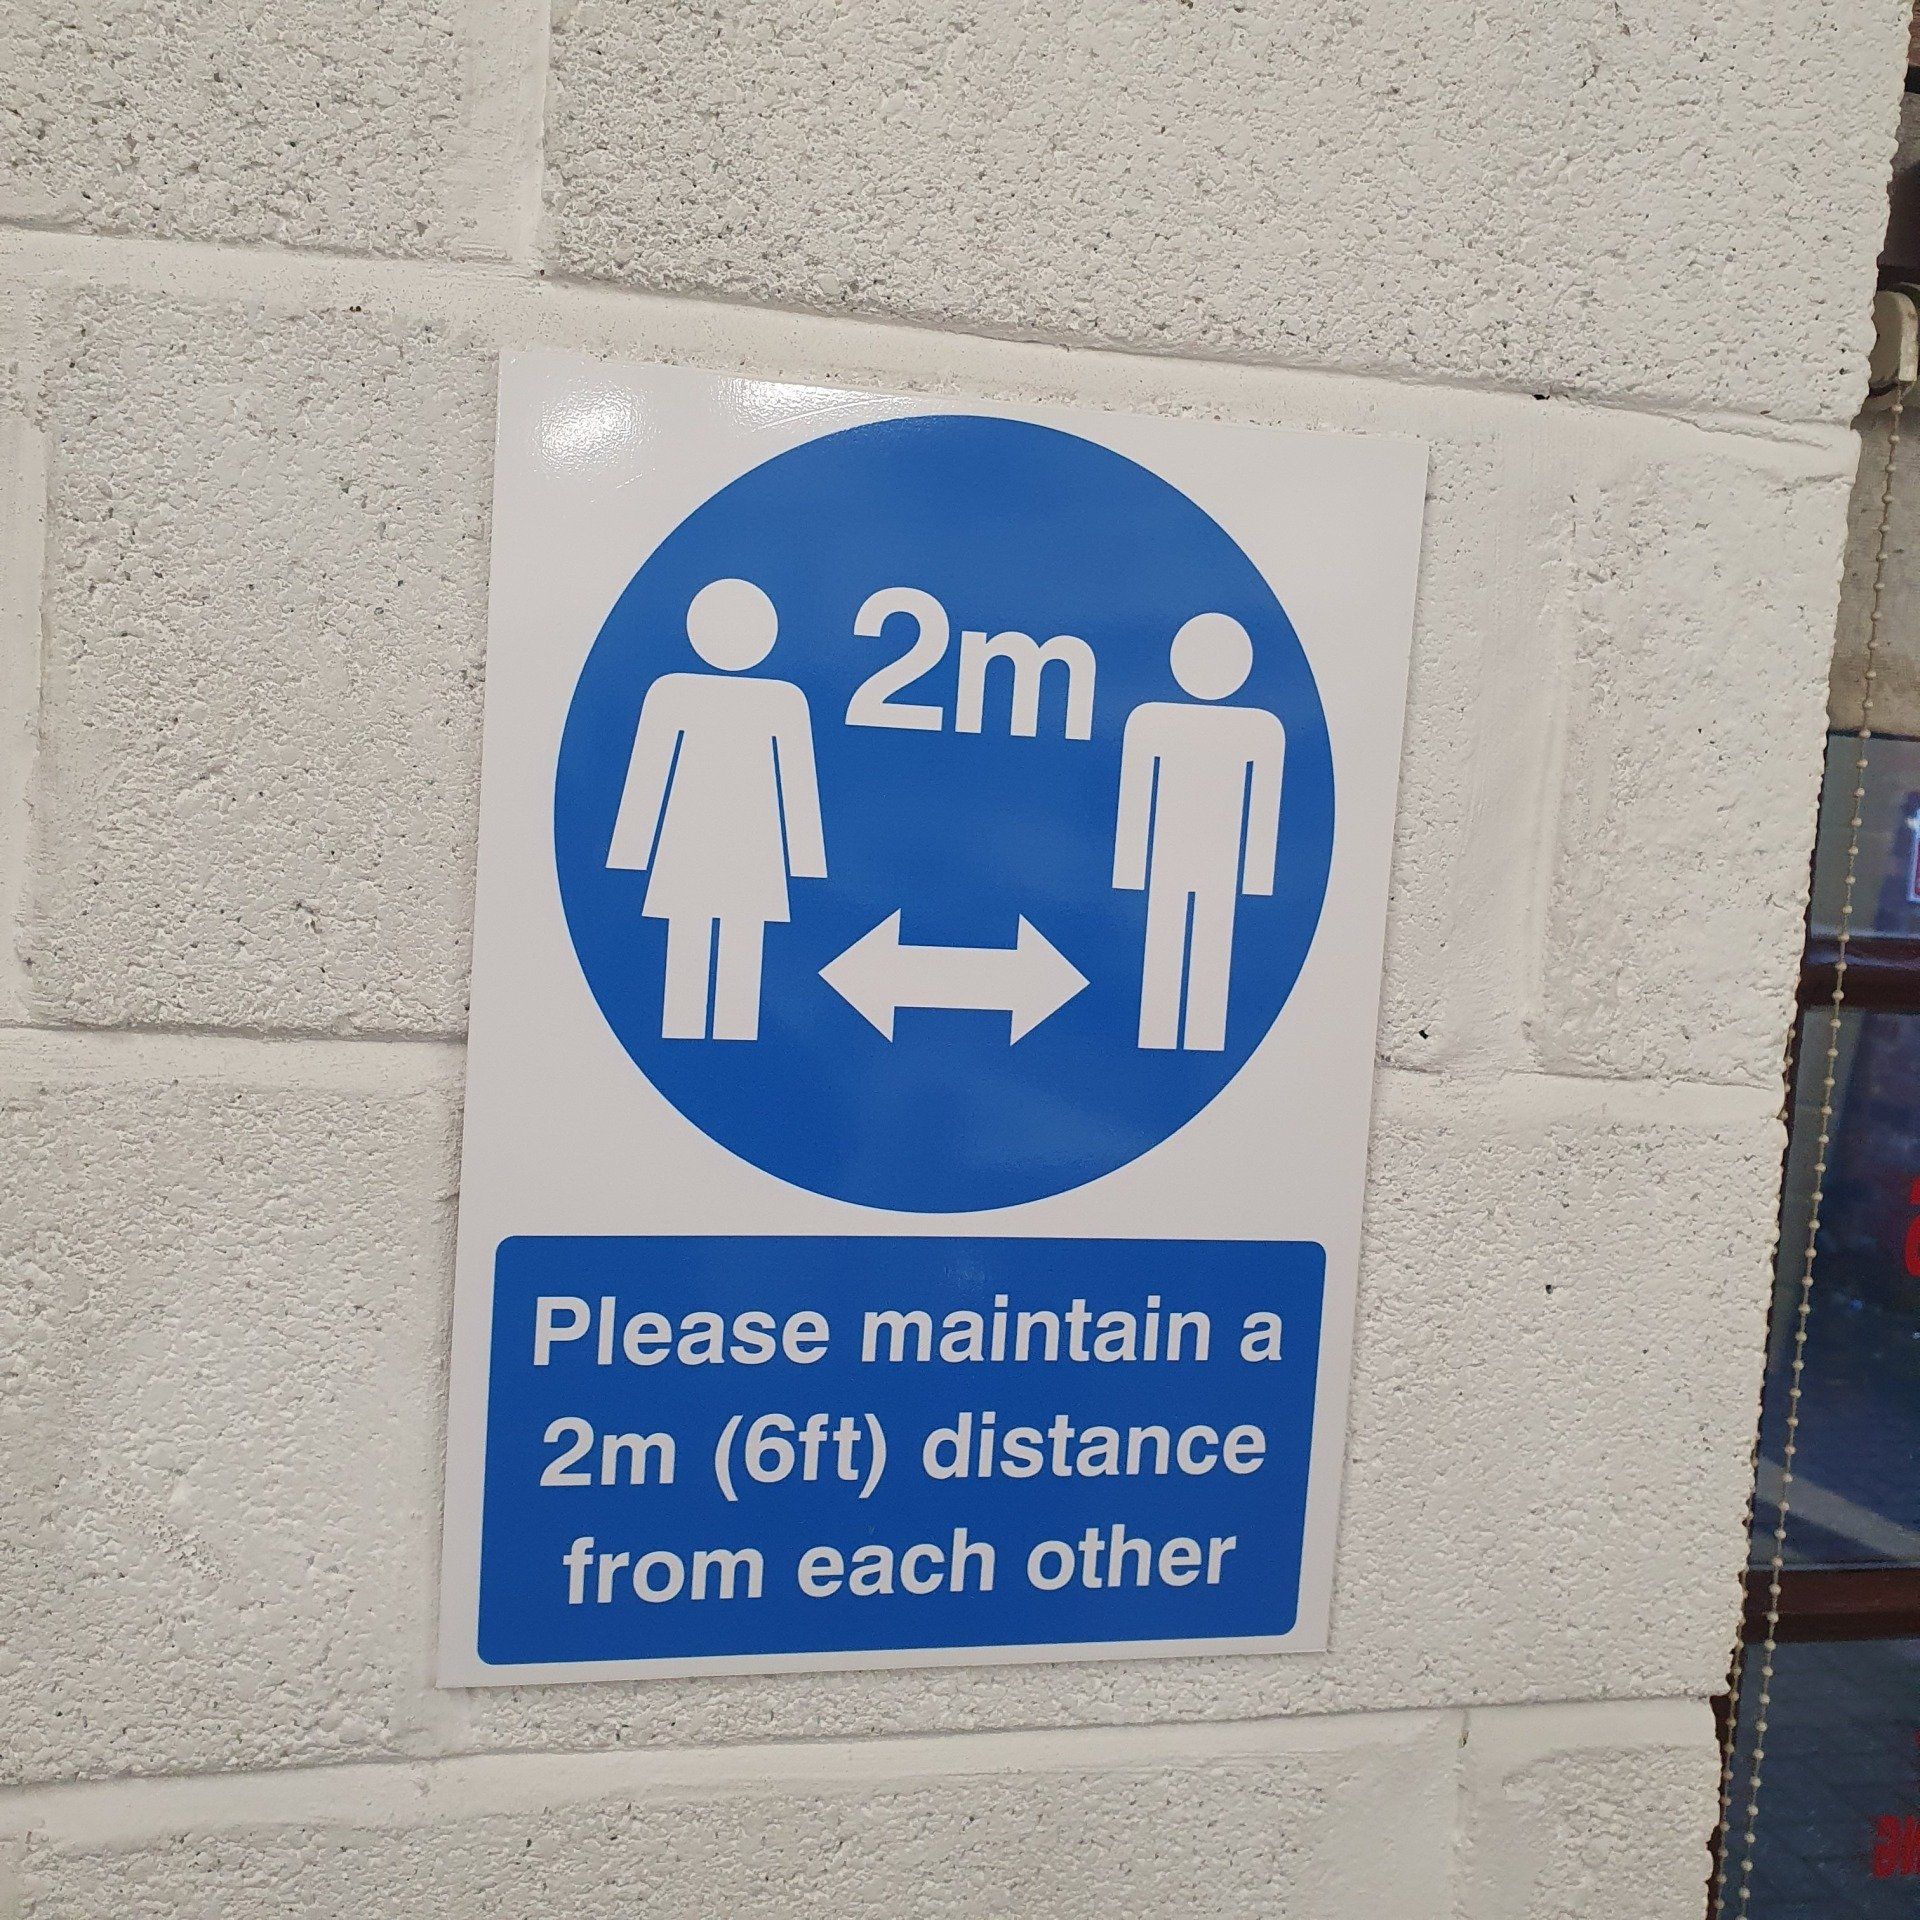 2m
Please maintain a
2m (6ft) distance
from each other